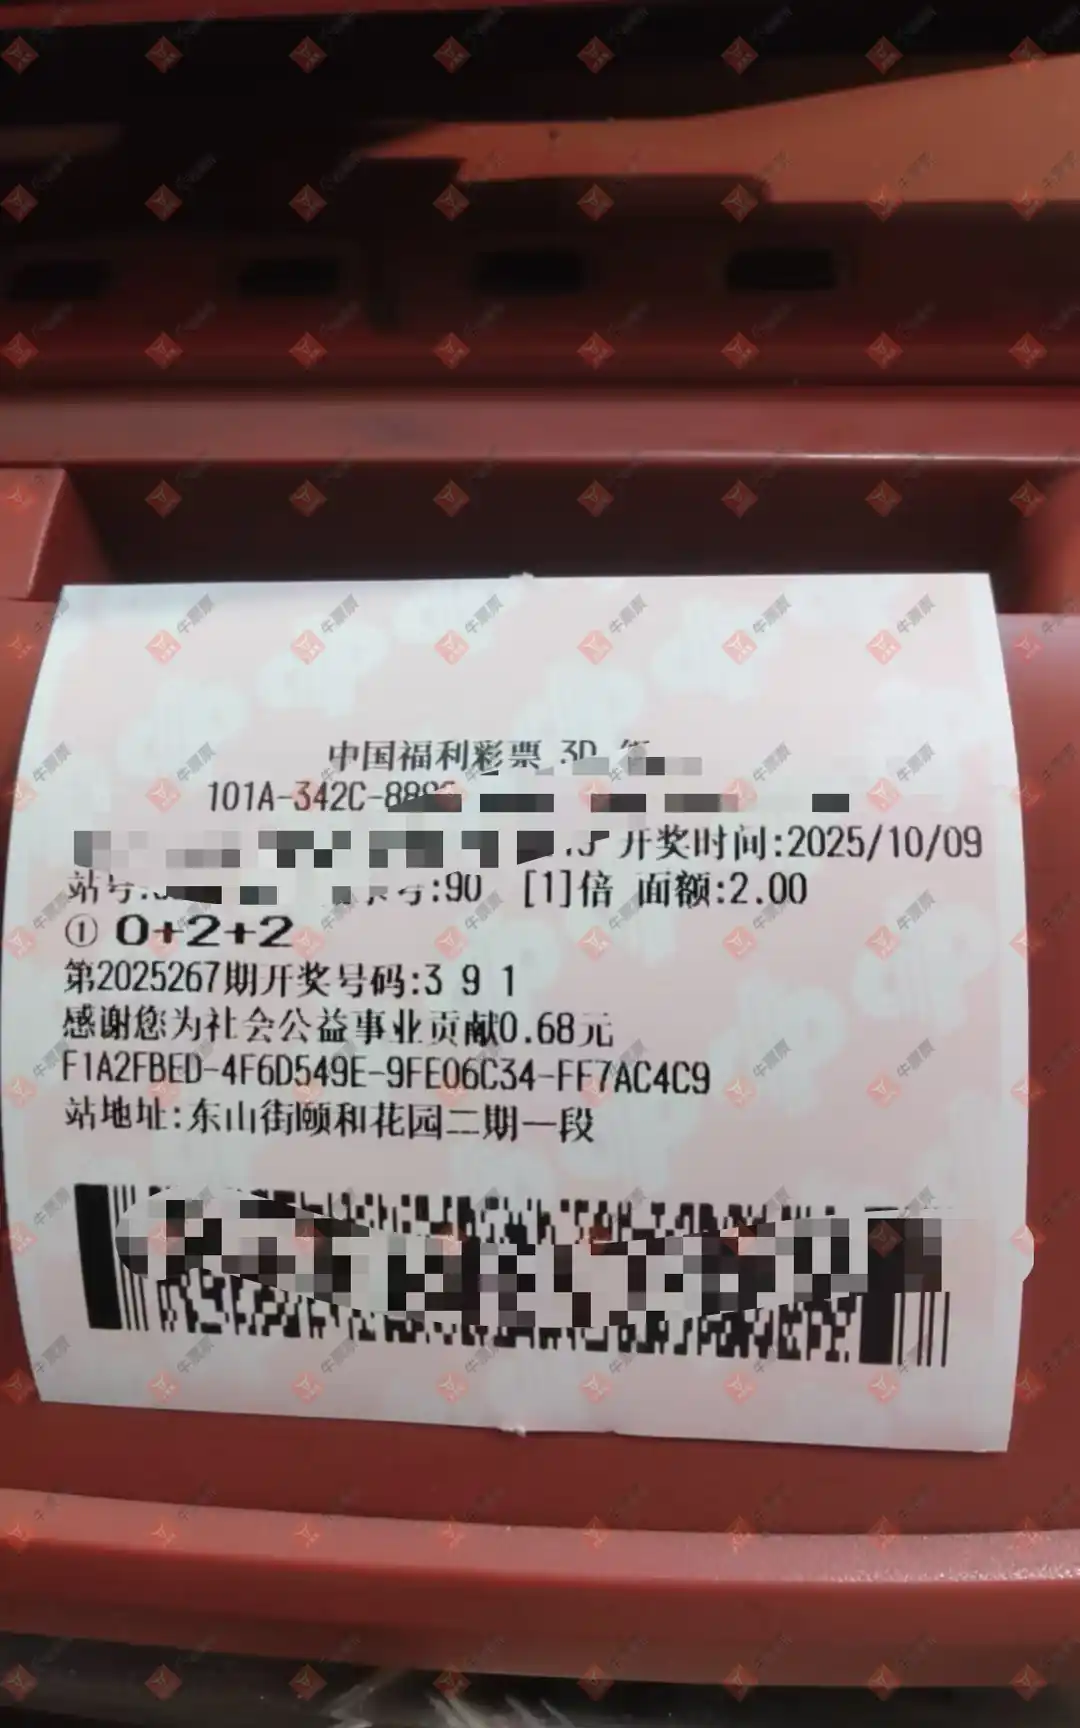 中国福利彩票 3D
101A-342C-88
开奖时间:2025/10/09
站号: 号:90 [1]倍 面额:2.00
① 0+2+2
第2025267期开奖号码:3 9 1
感谢您为社会公益事业贡献0.68元
F1A2FBED-4F6D549E-9FE06C34-FF7AC4C9
站地址:东山街颐和花园二期一段
牛票票